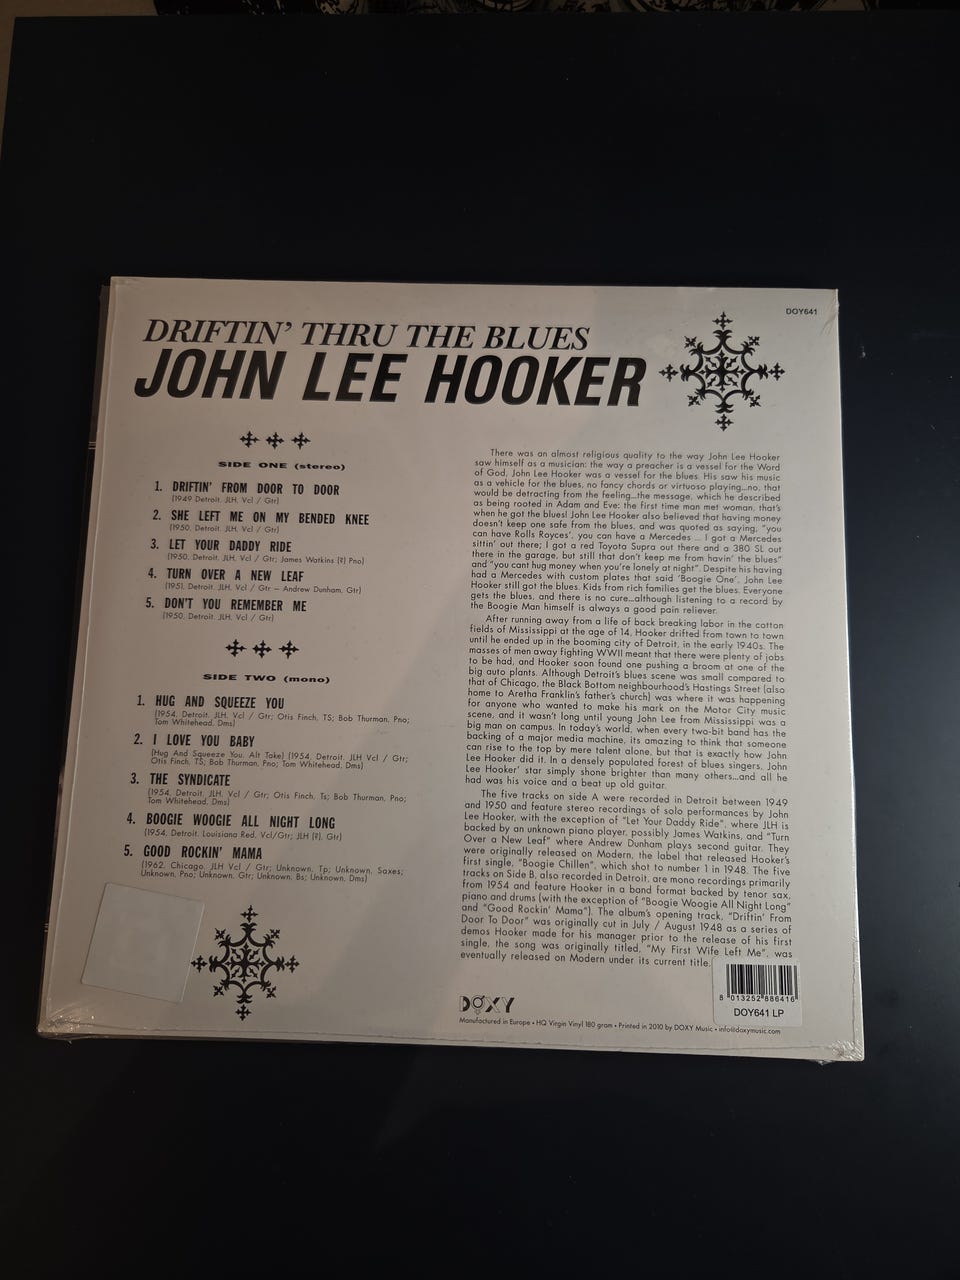 DOY641
DRIFTIN' THRU THE BLUES
JOHN LEE HOOKER
SIDE ONE (stereo)
1. DRIFTIN' FROM DOOR TO DOOR
(1949 Detroit. JLH, Vcl / Gtr)
2. SHE LEFT ME ON MY BENDED KNEE
(1950, Detroit. JLH, Vcl / Gtr)
3. LET YOUR DADDY RIDE
(1950, Detroit. JLH, Vcl / Gtr; James Watkins (?) Pno)
4. TURN OVER A NEW LEAF
(1951, Detroit. JLH, Vcl / Gtr – Andrew Dunham, Gtr)
5. DON'T YOU REMEMBER ME
(1950, Detroit. JLH, Vcl / Gtr)
SIDE TWO (mono)
1. HUG AND SQUEEZE YOU
(1954, Detroit. JLH, Vcl / Gtr; Otis Finch, TS; Bob Thurman, Pno;
Tom Whitehead, Dms)
2. I LOVE YOU BABY
(Hug And Squeeze You, Alt Take) (1954, Detroit. JLH Vcl / Gtr;
Otis Finch, TS; Bob Thurman, Pno; Tom Whitehead, Dms)
3. THE SYNDICATE
(1954, Detroit. JLH, Vcl / Gtr; Otis Finch, Ts; Bob Thurman, Pno;
Tom Whitehead, Dms)
4. BOOGIE WOOGIE ALL NIGHT LONG
(1954, Detroit. Louisiana Red, Vcl/Gtr; JLH (?), Gtr)
5. GOOD ROCKIN' MAMA
(1962, Chicago. JLH Vcl / Gtr; Unknown, Tp; Unknown, Saxes;
Unknown, Pno; Unknown, Gtr; Unknown, Bs; Unknown, Dms)
There was an almost religious quality to the way John Lee Hooker
saw himself as a musician: the way a preacher is a vessel for the Word
of God, John Lee Hooker was a vessel for the blues. His saw his music
as a vehicle for the blues, no fancy chords or virtuoso playing...no, that
would be detracting from the feeling...the message, which he described
as being rooted in Adam and Eve: the first time man met woman, that's
when he got the blues! John Lee Hooker also believed that having money
doesn't keep one safe from the blues, and was quoted as saying, "you
can have Rolls Royces', you can have a Mercedes ... I got a Mercedes
sittin' out there; I got a red Toyota Supra out there and a 380 SL out
there in the garage, but still that don't keep me from havin' the blues"
and "you cant hug money when you're lonely at night". Despite his having
had a Mercedes with custom plates that said 'Boogie One', John Lee
Hooker still got the blues. Kids from rich families get the blues. Everyone
gets the blues, and there is no cure...although listening to a record by
the Boogie Man himself is always a good pain reliever.
After running away from a life of back breaking labor in the cotton
fields of Mississippi at the age of 14, Hooker drifted from town to town
until he ended up in the booming city of Detroit, in the early 1940s. The
masses of men away fighting WWII meant that there were plenty of jobs
to be had, and Hooker soon found one pushing a broom at one of the
big auto plants. Although Detroit's blues scene was small compared to
that of Chicago, the Black Bottom neighbourhood's Hastings Street (also
home to Aretha Franklin's father's church) was where it was happening
for anyone who wanted to make his mark on the Motor City music
scene, and it wasn't long until young John Lee from Mississippi was a
big man on campus. In today's world, when every two-bit band has the
backing of a major media machine, its amazing to think that someone
can rise to the top by mere talent alone, but that is exactly how John
Lee Hooker did it. In a densely populated forest of blues singers, John
Lee Hooker' star simply shone brighter than many others...and all he
had was his voice and a beat up old guitar.
The five tracks on side A were recorded in Detroit between 1949
and 1950 and feature stereo recordings of solo performances by John
Lee Hooker, with the exception of "Let Your Daddy Ride", where JLH is
backed by an unknown piano player, possibly James Watkins, and "Turn
Over a New Leaf" where Andrew Dunham plays second guitar. They
were originally released on Modern, the label that released Hooker's
first single, "Boogie Chillen", which shot to number 1 in 1948. The five
tracks on Side B, also recorded in Detroit, are mono recordings primarily
from 1954 and feature Hooker in a band format backed by tenor sax,
piano and drums (with the exception of "Boogie Woogie All Night Long"
and "Good Rockin' Mama"). The album's opening track, "Driftin' From
Door To Door" was originally cut in July / August 1948 as a series of
demos Hooker made for his manager prior to the release of his first
single, the song was originally titled, "My First Wife Left Me", was
eventually released on Modern under its current title.
8 013252 886416
DOY641 LP
DOXY
Manufactured in Europe • HQ Virgin Vinyl 180 gram • Printed in 2010 by DOXY Music • info@doxymusic.com